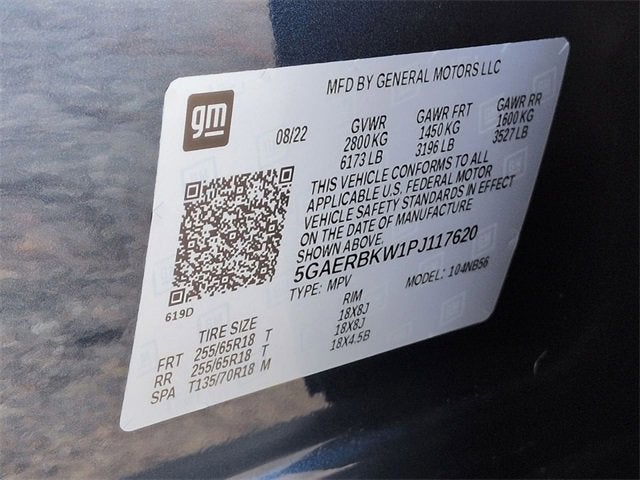 MFD BY GENERAL MOTORS LLC
gm
08/22
GVWR
2800 KG
6173 LB
GAWR FRT
1450 KG
3196 LB
GAWR RR
1600 KG
3527 LB
THIS VEHICLE CONFORMS TO ALL
APPLICABLE U.S. FEDERAL MOTOR
VEHICLE SAFETY STANDARDS IN EFFECT
ON THE DATE OF MANUFACTURE
SHOWN ABOVE.
5GAERBKW1PJ117620
TYPE: MPV
MODEL: 104NB56
619D
TIRE SIZE
RIM
FRT 255/65R18 T 18X8J
RR 255/65R18 T 18X8J
SPA T135/70R18 M 18X4.5B